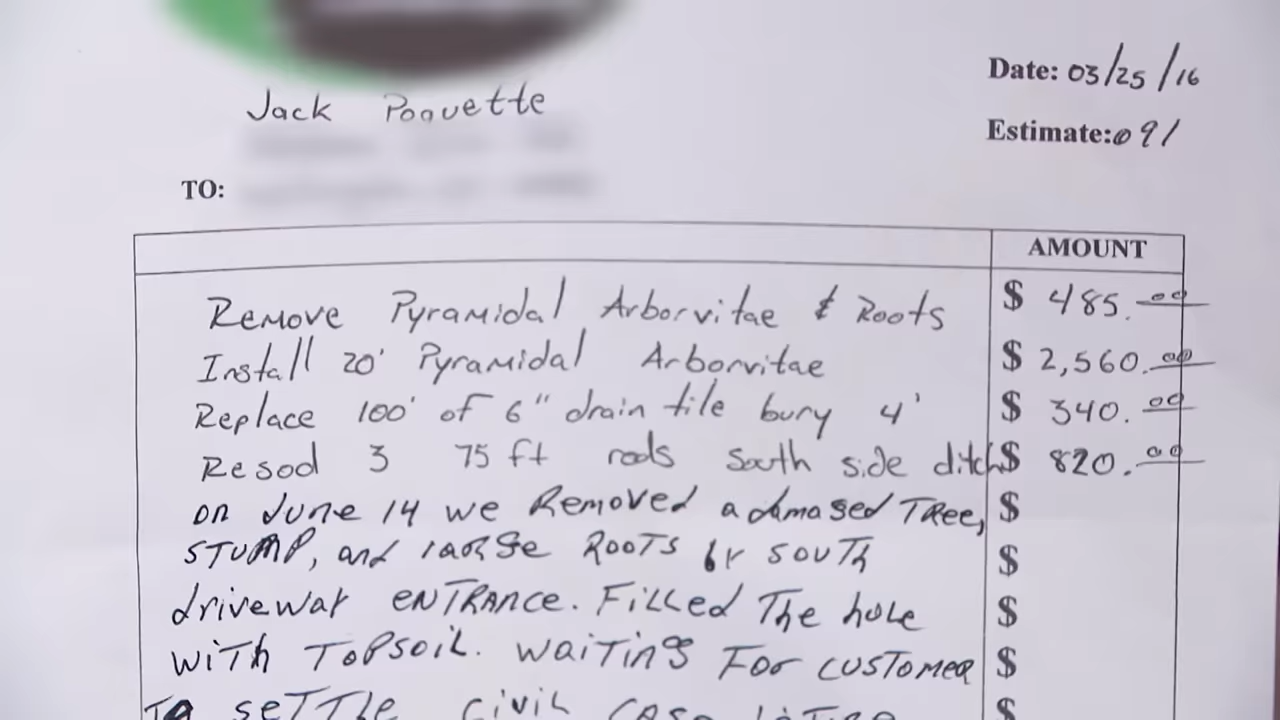 Date: 03/25/16
Jack Poquette
Estimate: 091
TO:
AMOUNT
Remove Pyramidal Arborvitae & Roots $ 485.00
Install 20' Pyramidal Arborvitae $ 2,560.00
Replace 100' of 6" drain tile bury 4' $ 340.00
Resod 3 75 ft rods South side ditch $ 820.00
on June 14 we Removed a damaged Tree, $
STUMP, and large ROOTS by south $
driveway ENTRANCE. Filled The hole $
with Topsoil. waiting For customer $
To settle civil case $